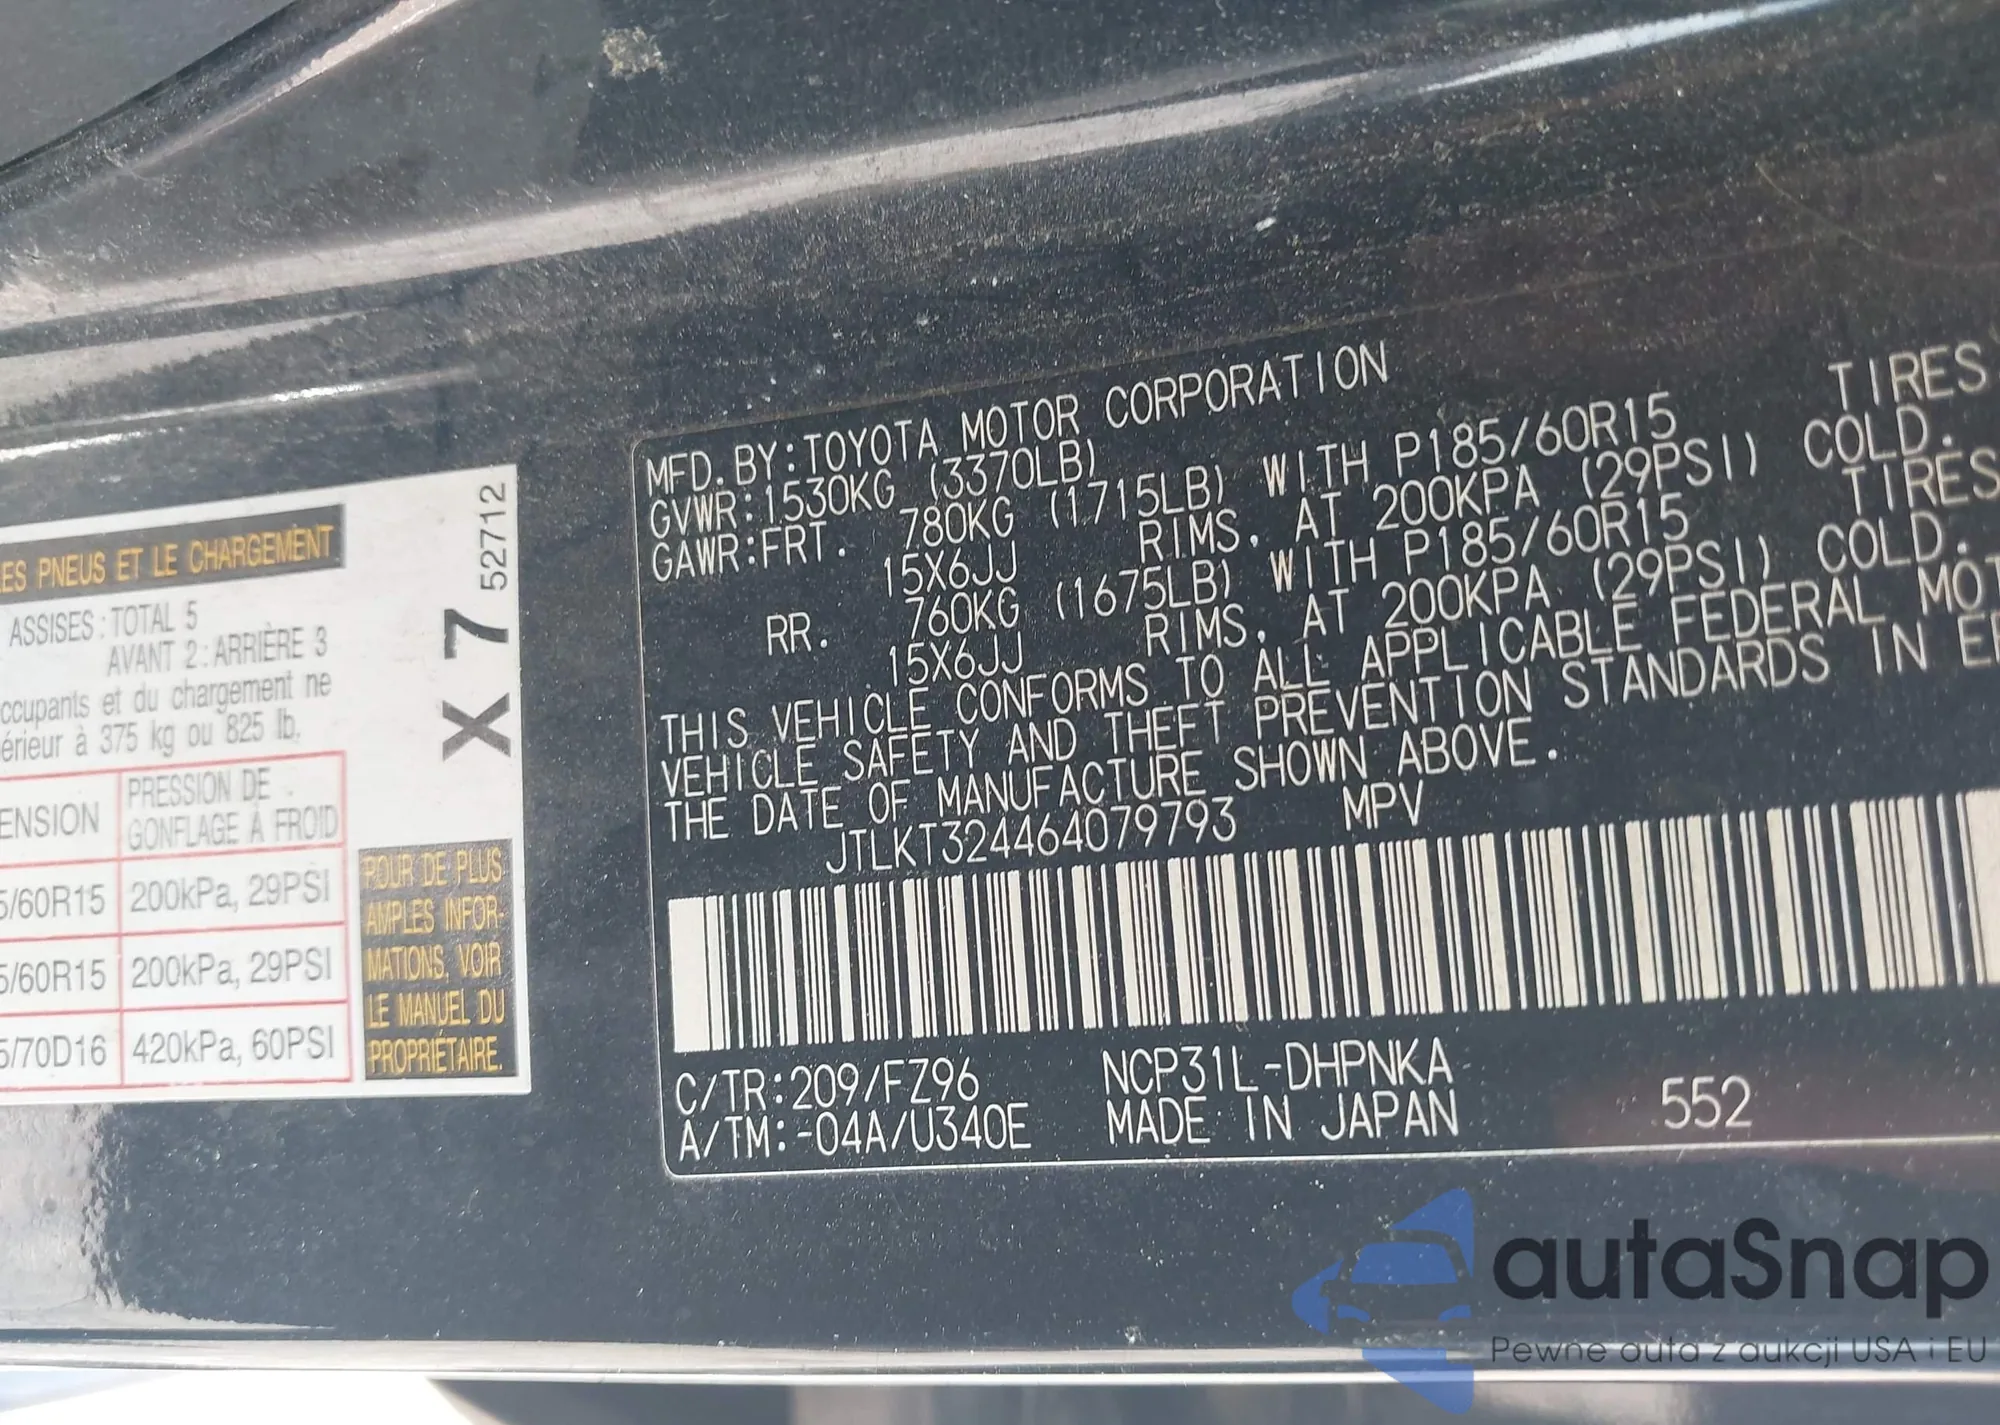 LES PNEUS ET LE CHARGEMENT
ASSISES : TOTAL 5
AVANT 2 : ARRIÈRE 3
ccupants et du chargement ne
érieur à 375 kg ou 825 lb.
ENSION PRESSION DE GONFLAGE À FROID
5/60R15 200kPa, 29PSI
5/60R15 200kPa, 29PSI
5/70D16 420kPa, 60PSI
X 7 52712
POUR DE PLUS
AMPLES INFOR-
MATIONS, VOIR
LE MANUEL DU
PROPRIÉTAIRE.
MFD. BY: TOYOTA MOTOR CORPORATION
GVWR: 1530KG (3370LB)
GAWR: FRT. 780KG (1715LB) WITH P185/60R15 TIRES,
15X6JJ RIMS, AT 200KPA (29PSI) COLD.
RR. 760KG (1675LB) WITH P185/60R15 TIRES
15X6JJ RIMS, AT 200KPA (29PSI) COLD.
THIS VEHICLE CONFORMS TO ALL APPLICABLE FEDERAL MOT
VEHICLE SAFETY AND THEFT PREVENTION STANDARDS IN EF
THE DATE OF MANUFACTURE SHOWN ABOVE.
JTLKT324464079793 MPV
C/TR: 209/FZ96 NCP31L-DHPNKA
A/TM: -04A/U340E MADE IN JAPAN 552
autaSnap
Pewne auta z aukcji USA i EU